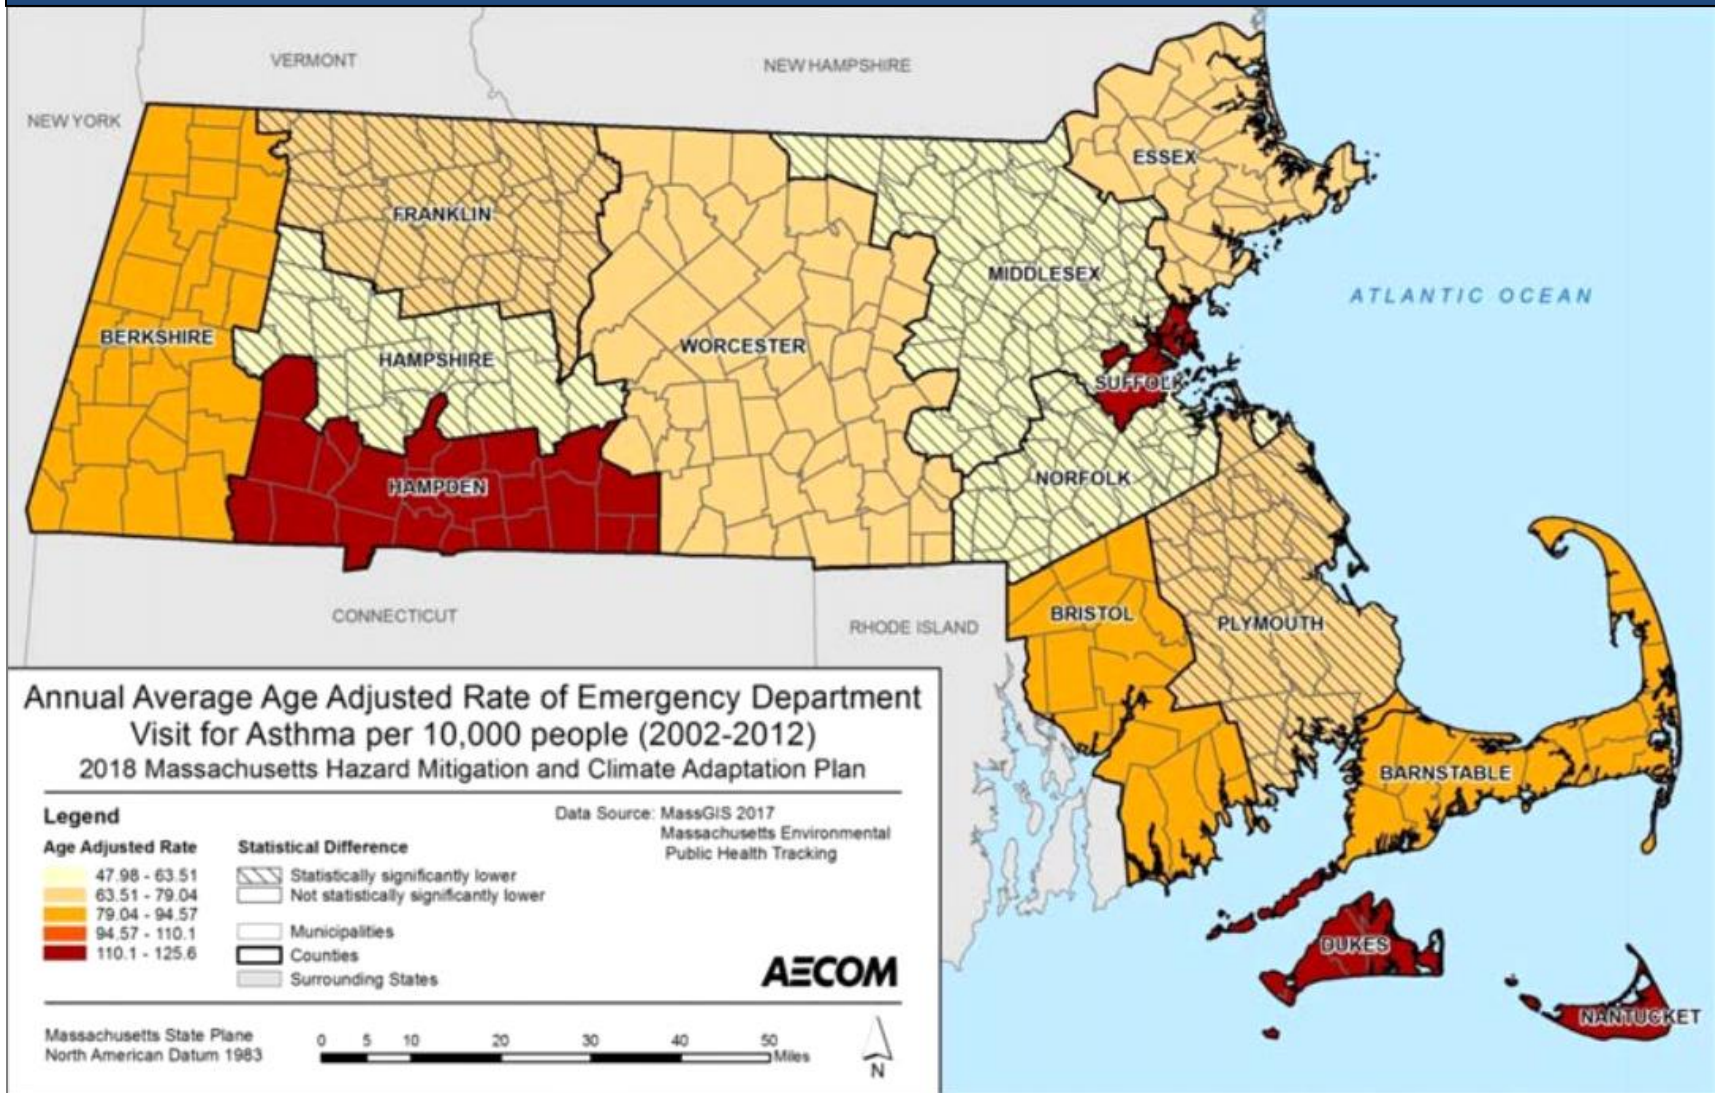 VERMONT
NEW HAMPSHIRE
NEW YORK
ESSEX
FRANKLIN
MIDDLESEX
ATLANTIC OCEAN
BERKSHIRE
HAMPSHIRE
WORCESTER
SUFFOLK
HAMPDEN
NORFOLK
CONNECTICUT
RHODE ISLAND
BRISTOL
PLYMOUTH
BARNSTABLE
DUKES
NANTUCKET
Annual Average Age Adjusted Rate of Emergency Department
Visit for Asthma per 10,000 people (2002-2012)
2018 Massachusetts Hazard Mitigation and Climate Adaptation Plan
Legend
Age Adjusted Rate
47.98 - 63.51
63.51 - 79.04
79.04 - 94.57
94.57 - 110.1
110.1 - 125.6
Statistical Difference
Statistically significantly lower
Not statistically significantly lower
Municipalities
Counties
Surrounding States
Data Source: MassGIS 2017
Massachusetts Environmental
Public Health Tracking
AECOM
Massachusetts State Plane
North American Datum 1983
0 5 10 20 30 40 50
Miles
N